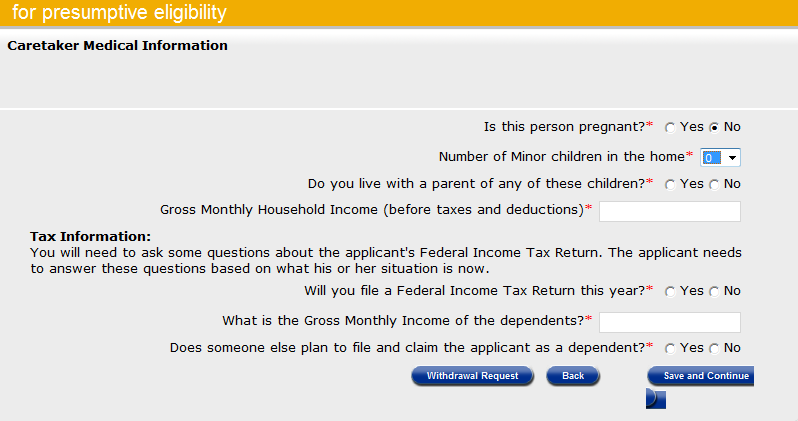 for presumptive eligibility
Caretaker Medical Information
Is this person pregnant?* Yes No
Number of Minor children in the home* 0
Do you live with a parent of any of these children?* Yes No
Gross Monthly Household Income (before taxes and deductions)*
Tax Information:
You will need to ask some questions about the applicant's Federal Income Tax Return. The applicant needs
to answer these questions based on what his or her situation is now.
Will you file a Federal Income Tax Return this year?* Yes No
What is the Gross Monthly Income of the dependents?*
Does someone else plan to file and claim the applicant as a dependent?* Yes No
Withdrawal Request Back Save and Continue